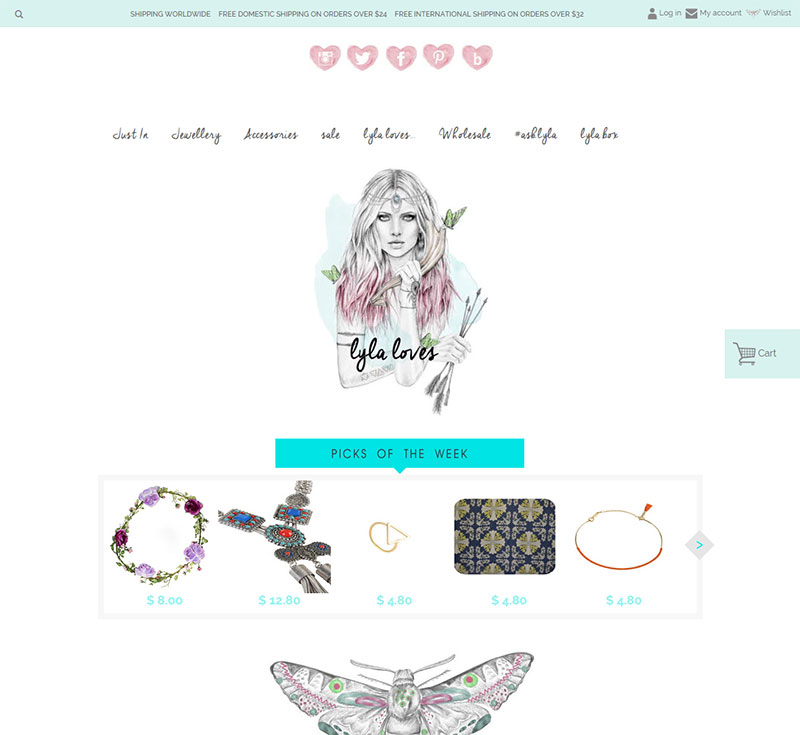 SHIPPING WORLDWIDE FREE DOMESTIC SHIPPING ON ORDERS OVER $24 FREE INTERNATIONAL SHIPPING ON ORDERS OVER $32 Log in My account Wishlist
Just In Jewellery Accessories sale lyla loves... Wholesale #asklyla lyla box
lyla loves
Cart
PICKS OF THE WEEK
$ 8.00 $ 12.80 $ 4.80 $ 4.80 $ 4.80